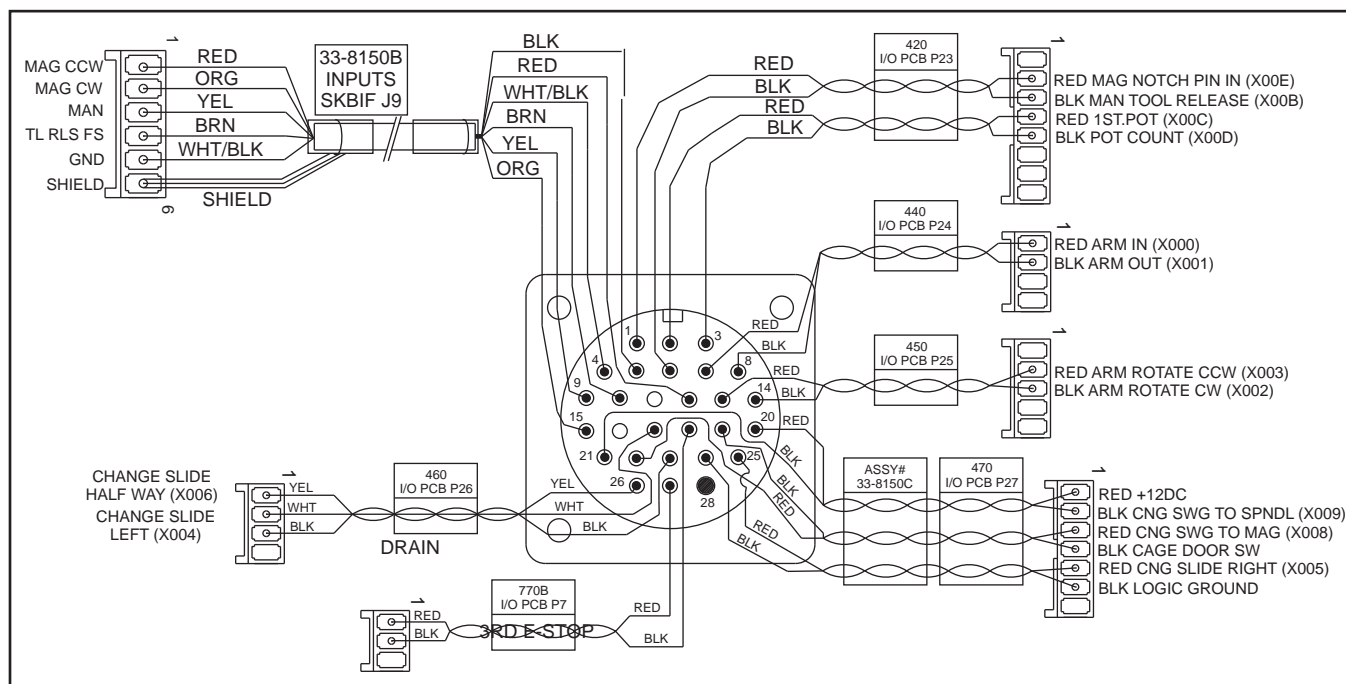 1
MAG CCW
MAG CW
MAN
TL RLS FS
GND
SHIELD
6
RED
ORG
YEL
BRN
WHT/BLK
SHIELD
33-8150B
INPUTS
SKBIF J9
BLK
RED
WHT/BLK
BRN
YEL
ORG
RED
BLK
RED
BLK
420
I/O PCB P23
1
RED MAG NOTCH PIN IN (X00E)
BLK MAN TOOL RELEASE (X00B)
RED 1ST.POT (X00C)
BLK POT COUNT (X00D)
440
I/O PCB P24
1
RED ARM IN (X000)
BLK ARM OUT (X001)
450
I/O PCB P25
1
RED ARM ROTATE CCW (X003)
BLK ARM ROTATE CW (X002)
1
3
RED
4
BLK
8
RED
9
BLK
14
15
RED
20
21
BLK
25
26
28
BLK
RED
RED
BLK
CHANGE SLIDE
HALF WAY (X006)
CHANGE SLIDE
LEFT (X004)
1
YEL
WHT
BLK
460
I/O PCB P26
DRAIN
YEL
WHT
BLK
ASSY#
33-8150C
470
I/O PCB P27
1
RED +12DC
BLK CNG SWG TO SPNDL (X009)
RED CNG SWG TO MAG (X008)
BLK CAGE DOOR SW
RED CNG SLIDE RIGHT (X005)
BLK LOGIC GROUND
1
RED
BLK
770B
I/O PCB P7
3RD E-STOP
RED
BLK